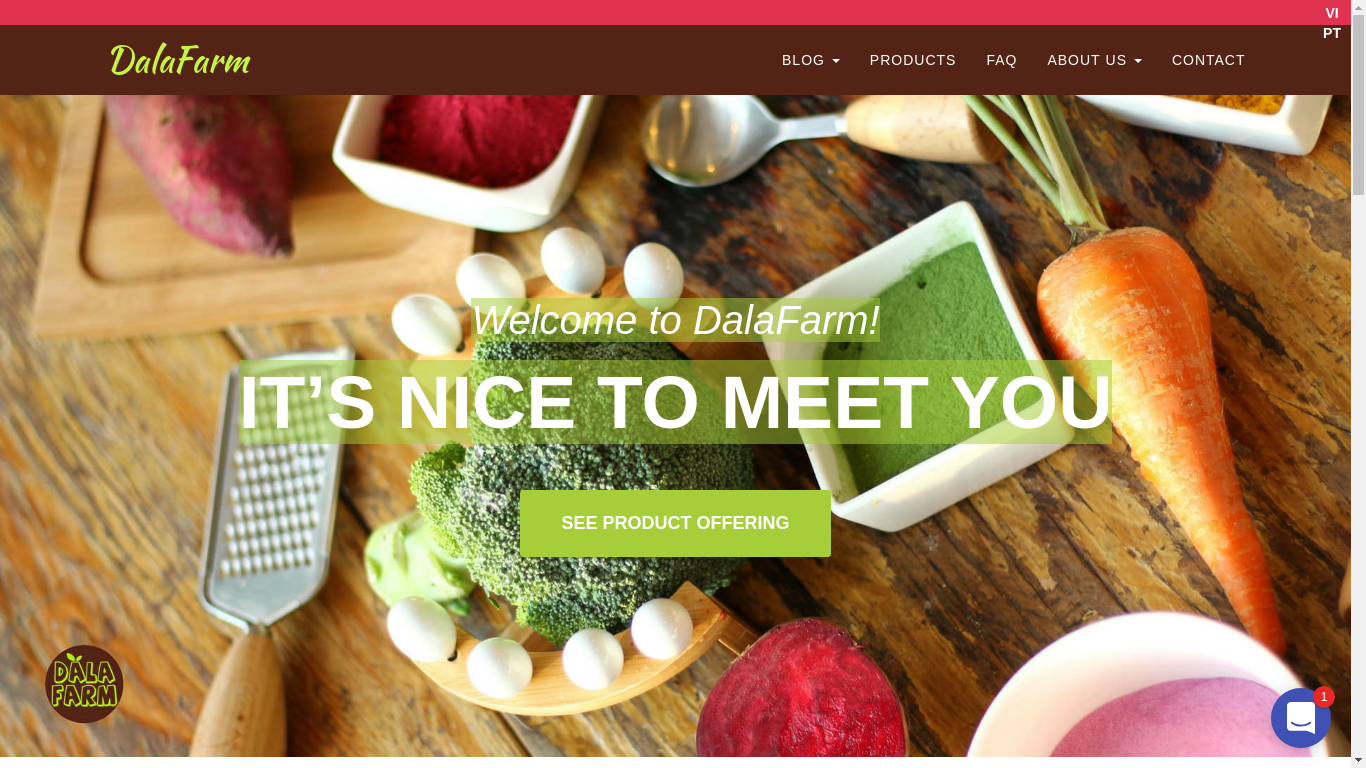 VI
PT
DalaFarm
BLOG
PRODUCTS
FAQ
ABOUT US
CONTACT
Welcome to DalaFarm!
IT’S NICE TO MEET YOU
SEE PRODUCT OFFERING
DALA
FARM
1